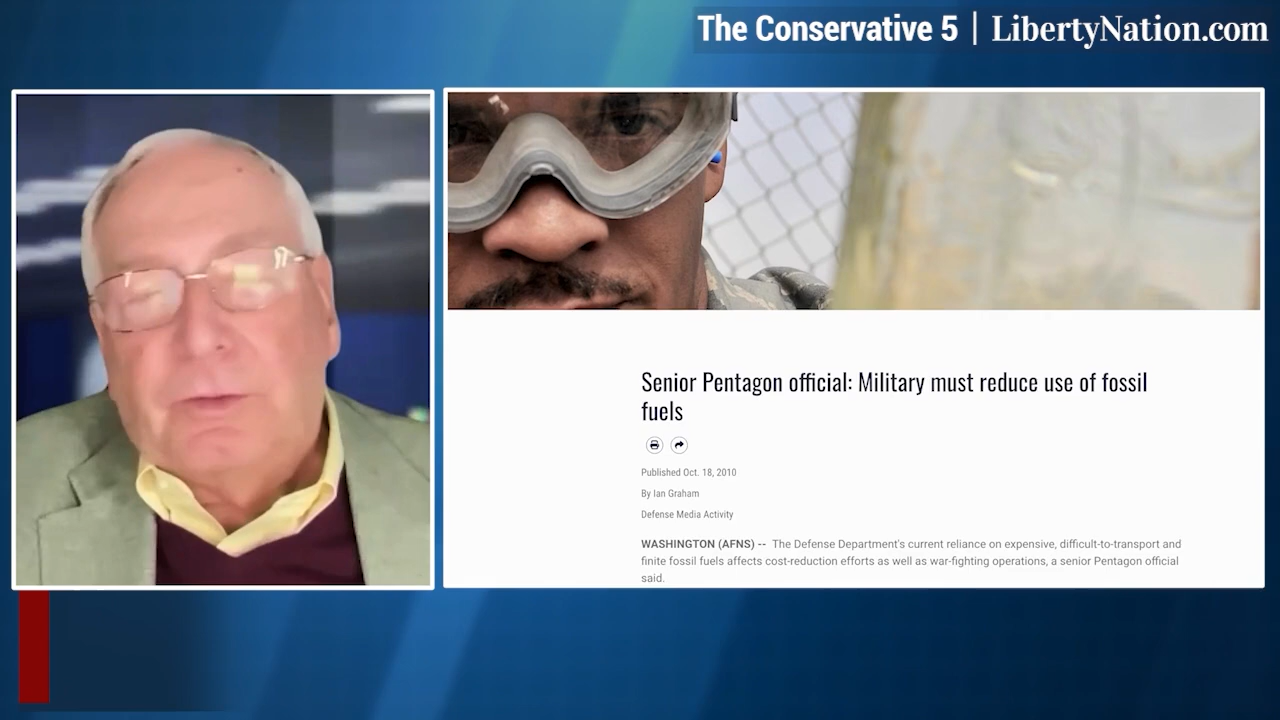 The Conservative 5 | LibertyNation.com
Senior Pentagon official: Military must reduce use of fossil
fuels
Published Oct. 18, 2010
By Ian Graham
Defense Media Activity
WASHINGTON (AFNS) -- The Defense Department's current reliance on expensive, difficult-to-transport and
finite fossil fuels affects cost-reduction efforts as well as war-fighting operations, a senior Pentagon official
said.